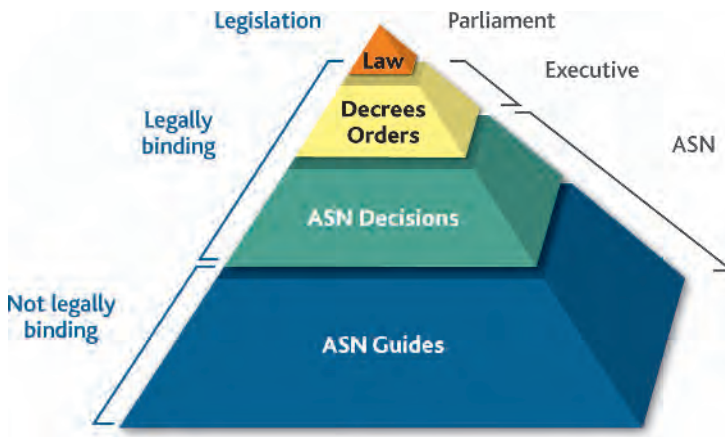 Legislation
Parliament
Law
Executive
Decrees
Orders
Legally
binding
ASN
ASN Decisions
Not legally
binding
ASN Guides